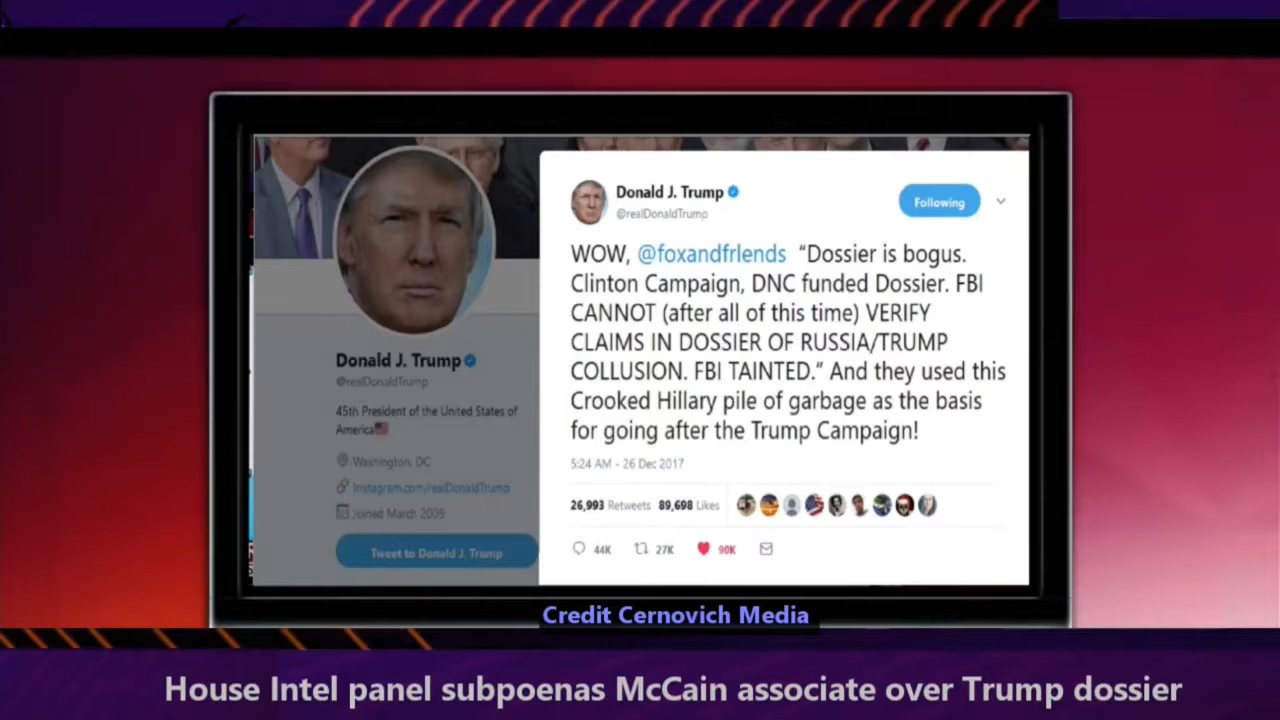 Donald J. Trump
@realDonaldTrump
45th President of the United States of
America
Washington, DC
Instagram.com/realDonaldTrump
Joined March 2009
Tweet to Donald J. Trump
Donald J. Trump
@realDonaldTrump
Following
WOW, @foxandfrlends “Dossier is bogus.
Clinton Campaign, DNC funded Dossier. FBI
CANNOT (after all of this time) VERIFY
CLAIMS IN DOSSIER OF RUSSIA/TRUMP
COLLUSION. FBI TAINTED.” And they used this
Crooked Hillary pile of garbage as the basis
for going after the Trump Campaign!
5:24 AM - 26 Dec 2017
26,993 Retweets 89,698 Likes
44K 27K 90K
Credit Cernovich Media
House Intel panel subpoenas McCain associate over Trump dossier